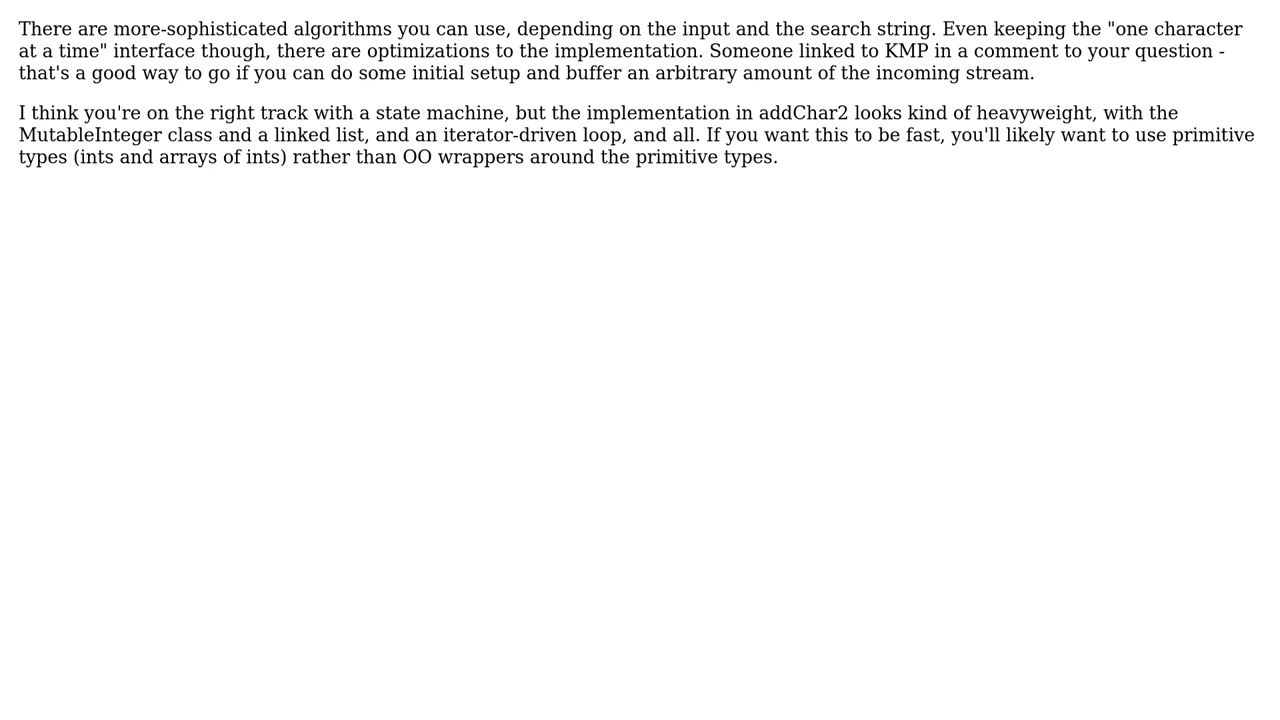 There are more-sophisticated algorithms you can use, depending on the input and the search string. Even keeping the "one character
at a time" interface though, there are optimizations to the implementation. Someone linked to KMP in a comment to your question -
that's a good way to go if you can do some initial setup and buffer an arbitrary amount of the incoming stream.
I think you're on the right track with a state machine, but the implementation in addChar2 looks kind of heavyweight, with the
MutableInteger class and a linked list, and an iterator-driven loop, and all. If you want this to be fast, you'll likely want to use primitive
types (ints and arrays of ints) rather than OO wrappers around the primitive types.